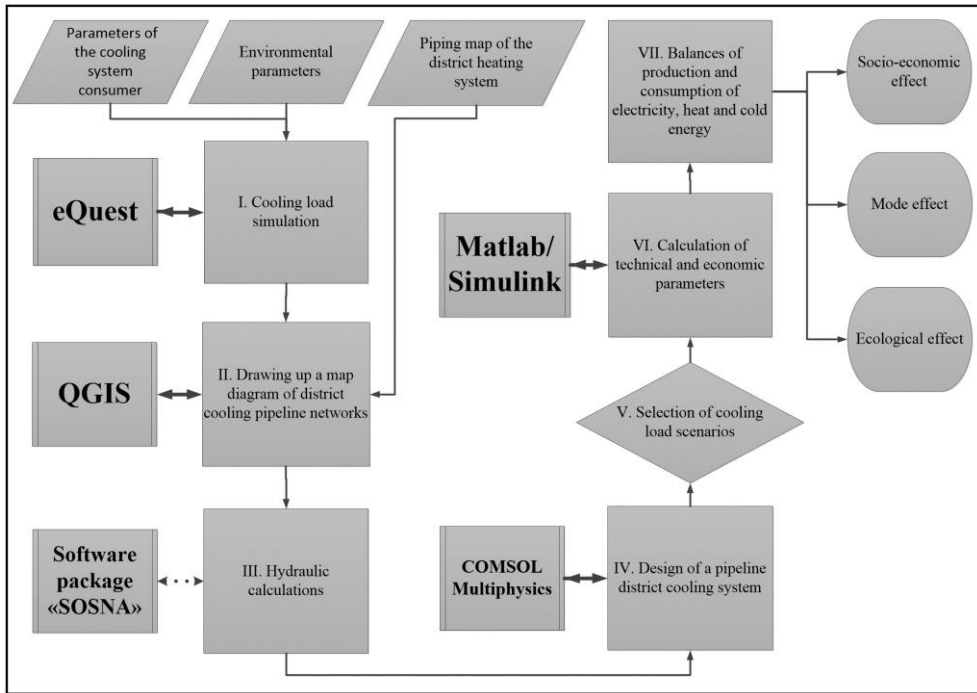 Parameters of
the cooling
system
consumer
Environmental
parameters
Piping map of the
district heating
system
eQuest
I. Cooling load
simulation
QGIS
II. Drawing up a map
diagram of district
cooling pipeline networks
Software
package
«SOSNA»
III. Hydraulic
calculations
COMSOL
Multiphysics
IV. Design of a pipeline
district cooling system
V. Selection of cooling
load scenarios
Matlab/
Simulink
VI. Calculation of
technical and economic
parameters
VII. Balances of
production and
consumption of
electricity, heat and cold
energy
Socio-economic
effect
Mode effect
Ecological effect